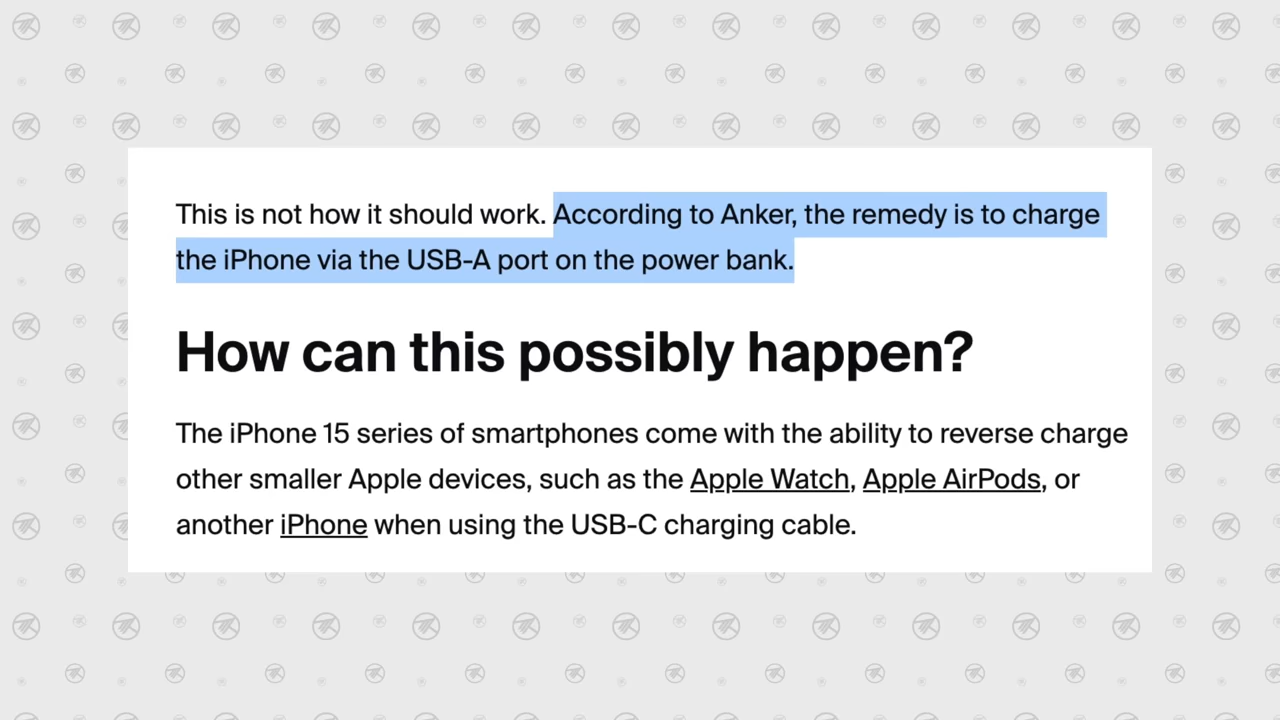 This is not how it should work. According to Anker, the remedy is to charge
the iPhone via the USB-A port on the power bank.
How can this possibly happen?
The iPhone 15 series of smartphones come with the ability to reverse charge
other smaller Apple devices, such as the Apple Watch, Apple AirPods, or
another iPhone when using the USB-C charging cable.